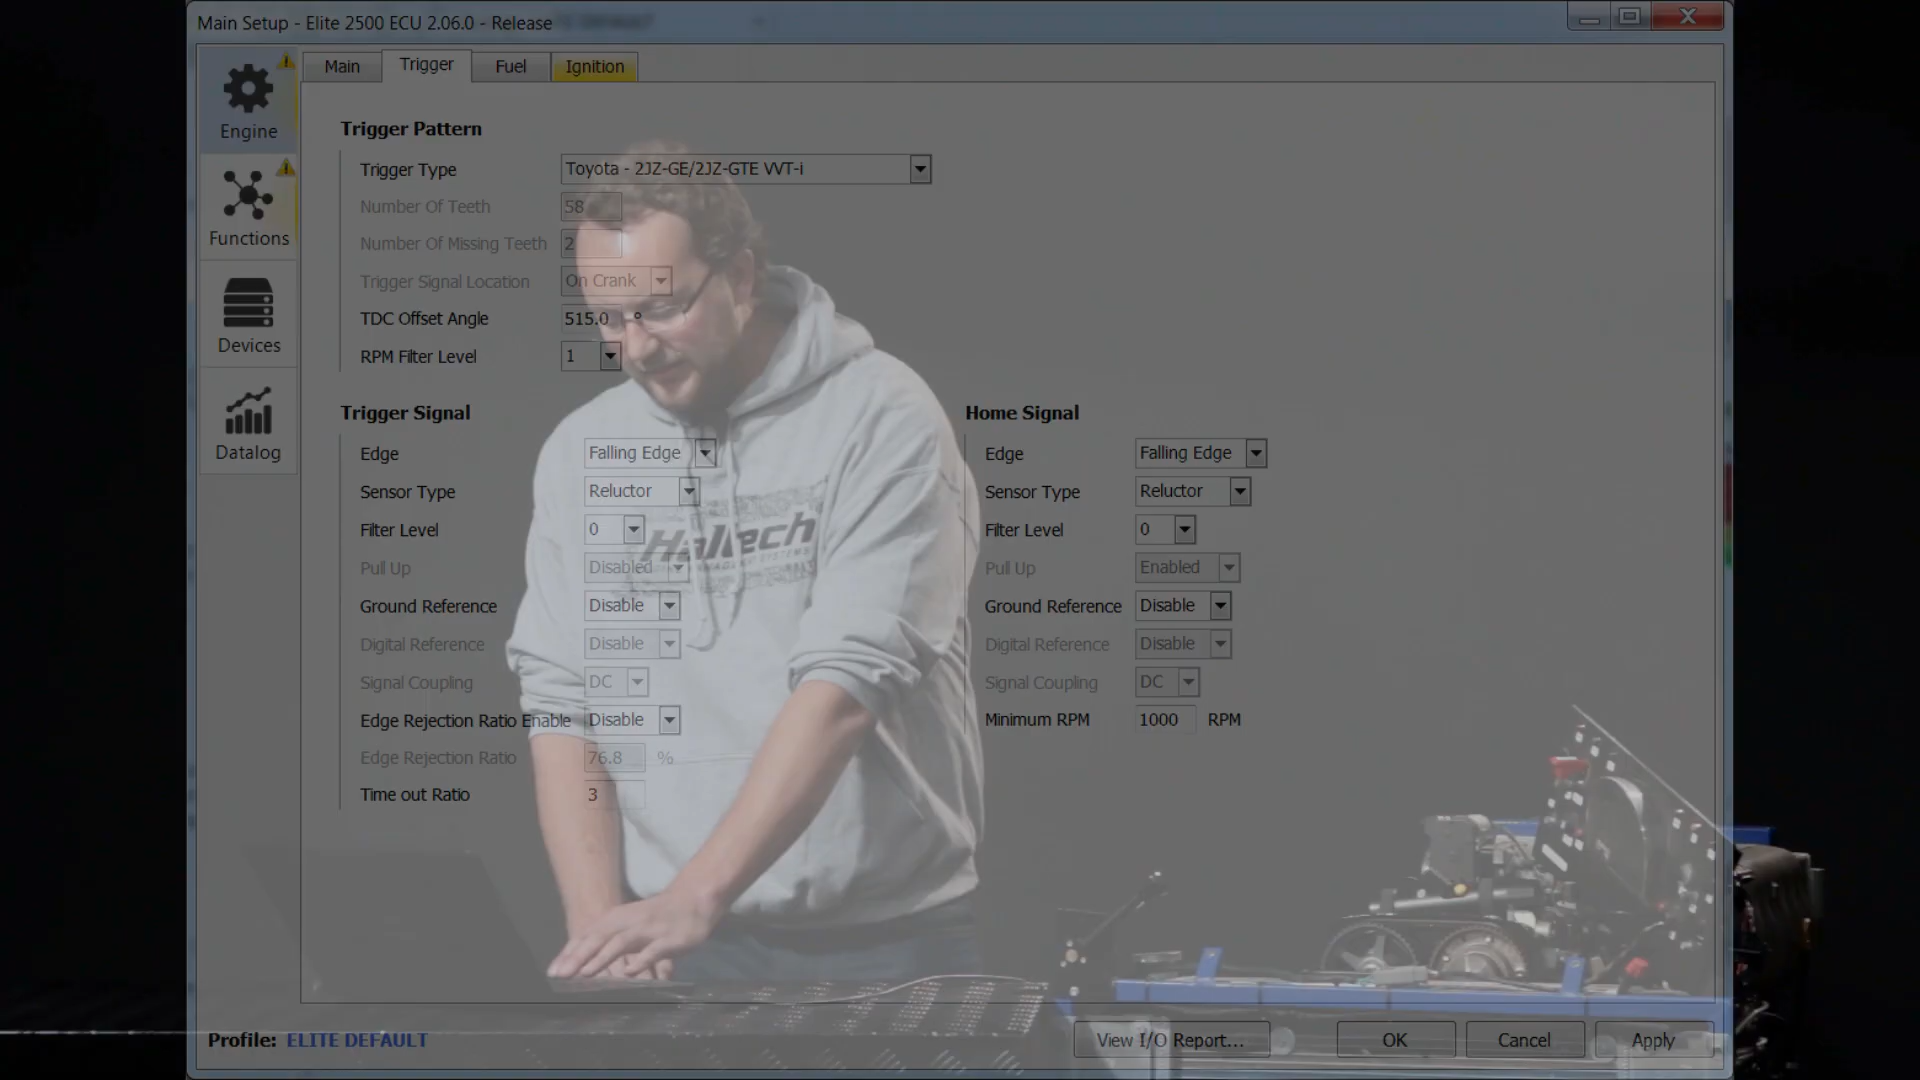 Main Setup - Elite 2500 ECU 2.06.0 - Release
Engine
Functions
Devices
Datalog
Main Trigger Fuel Ignition
Trigger Pattern
Trigger Type Toyota - 2JZ-GE/2JZ-GTE VVT-i
Number Of Teeth 58
Number Of Missing Teeth 2
Trigger Signal Location On Crank
TDC Offset Angle 515.0 °
RPM Filter Level 1
Trigger Signal
Edge Falling Edge
Sensor Type Reluctor
Filter Level 0
Pull Up Disabled
Ground Reference Disable
Digital Reference Disable
Signal Coupling DC
Edge Rejection Ratio Enable Disable
Edge Rejection Ratio 76.8 %
Time out Ratio 3
Home Signal
Edge Falling Edge
Sensor Type Reluctor
Filter Level 0
Pull Up Enabled
Ground Reference Disable
Digital Reference Disable
Signal Coupling DC
Minimum RPM 1000 RPM
Haltech
Profile: ELITE DEFAULT
View I/O Report... OK Cancel Apply